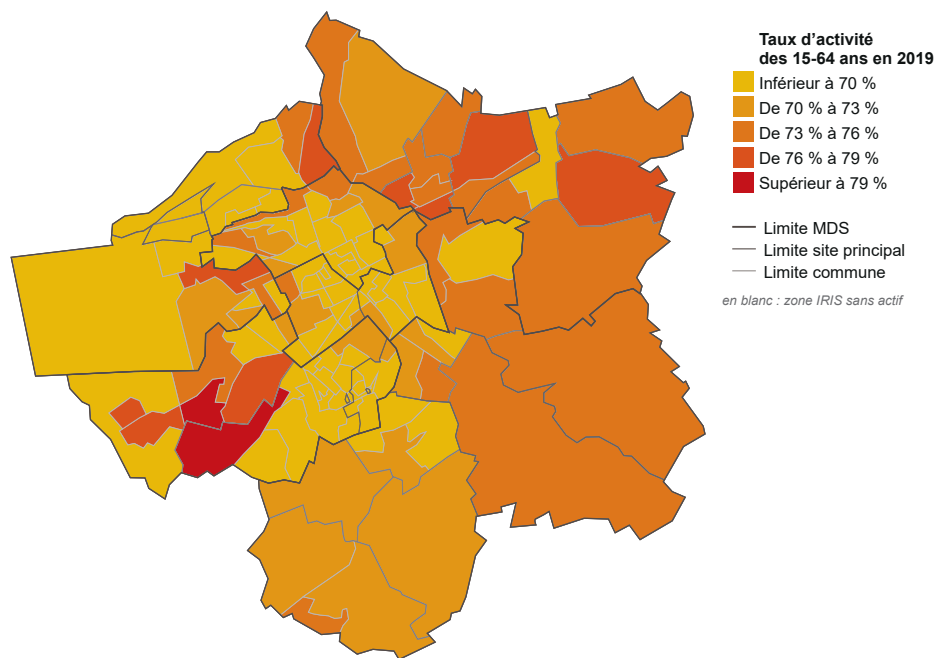 Taux d’activité
des 15-64 ans en 2019
Inférieur à 70 %
De 70 % à 73 %
De 73 % à 76 %
De 76 % à 79 %
Supérieur à 79 %
Limite MDS
Limite site principal
Limite commune
en blanc : zone IRIS sans actif